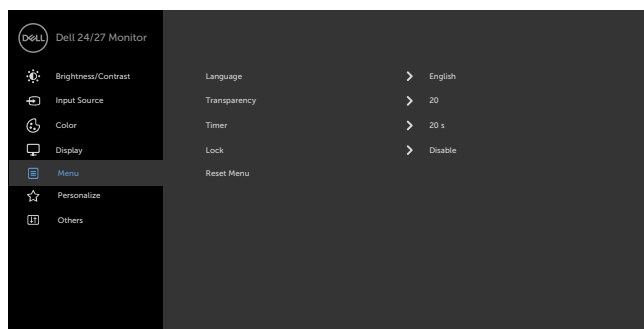 DELL Dell 24/27 Monitor
Brightness/Contrast Language English
Input Source Transparency 20
Color Timer 20 s
Display Lock Disable
Menu Reset Menu
Personalize
Others